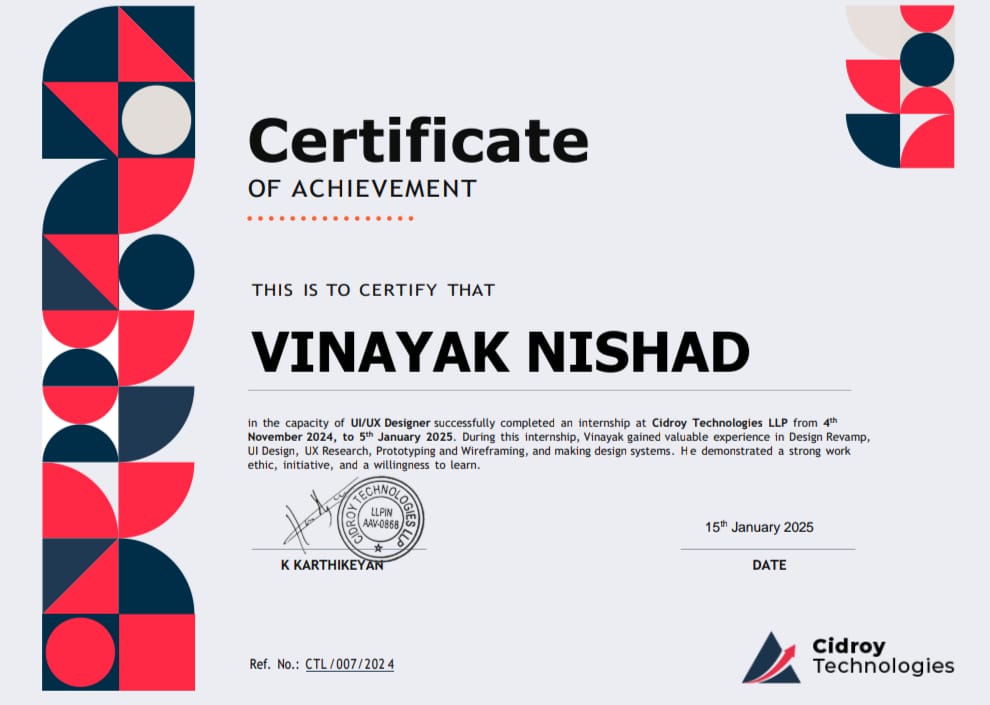 Certificate
OF ACHIEVEMENT
THIS IS TO CERTIFY THAT
VINAYAK NISHAD
in the capacity of UI/UX Designer successfully completed an internship at Cidroy Technologies LLP from 4th
November 2024, to 5th January 2025. During this internship, Vinayak gained valuable experience in Design Revamp,
UI Design, UX Research, Prototyping and Wireframing, and making design systems. He demonstrated a strong work
ethic, initiative, and a willingness to learn.
CIDROY TECHNOLOGIES LLP
LLPIN
AAV-0868
15th January 2025
K KARTHIKEYAN
DATE
Ref. No.: CTL/007/2024
Cidroy
Technologies